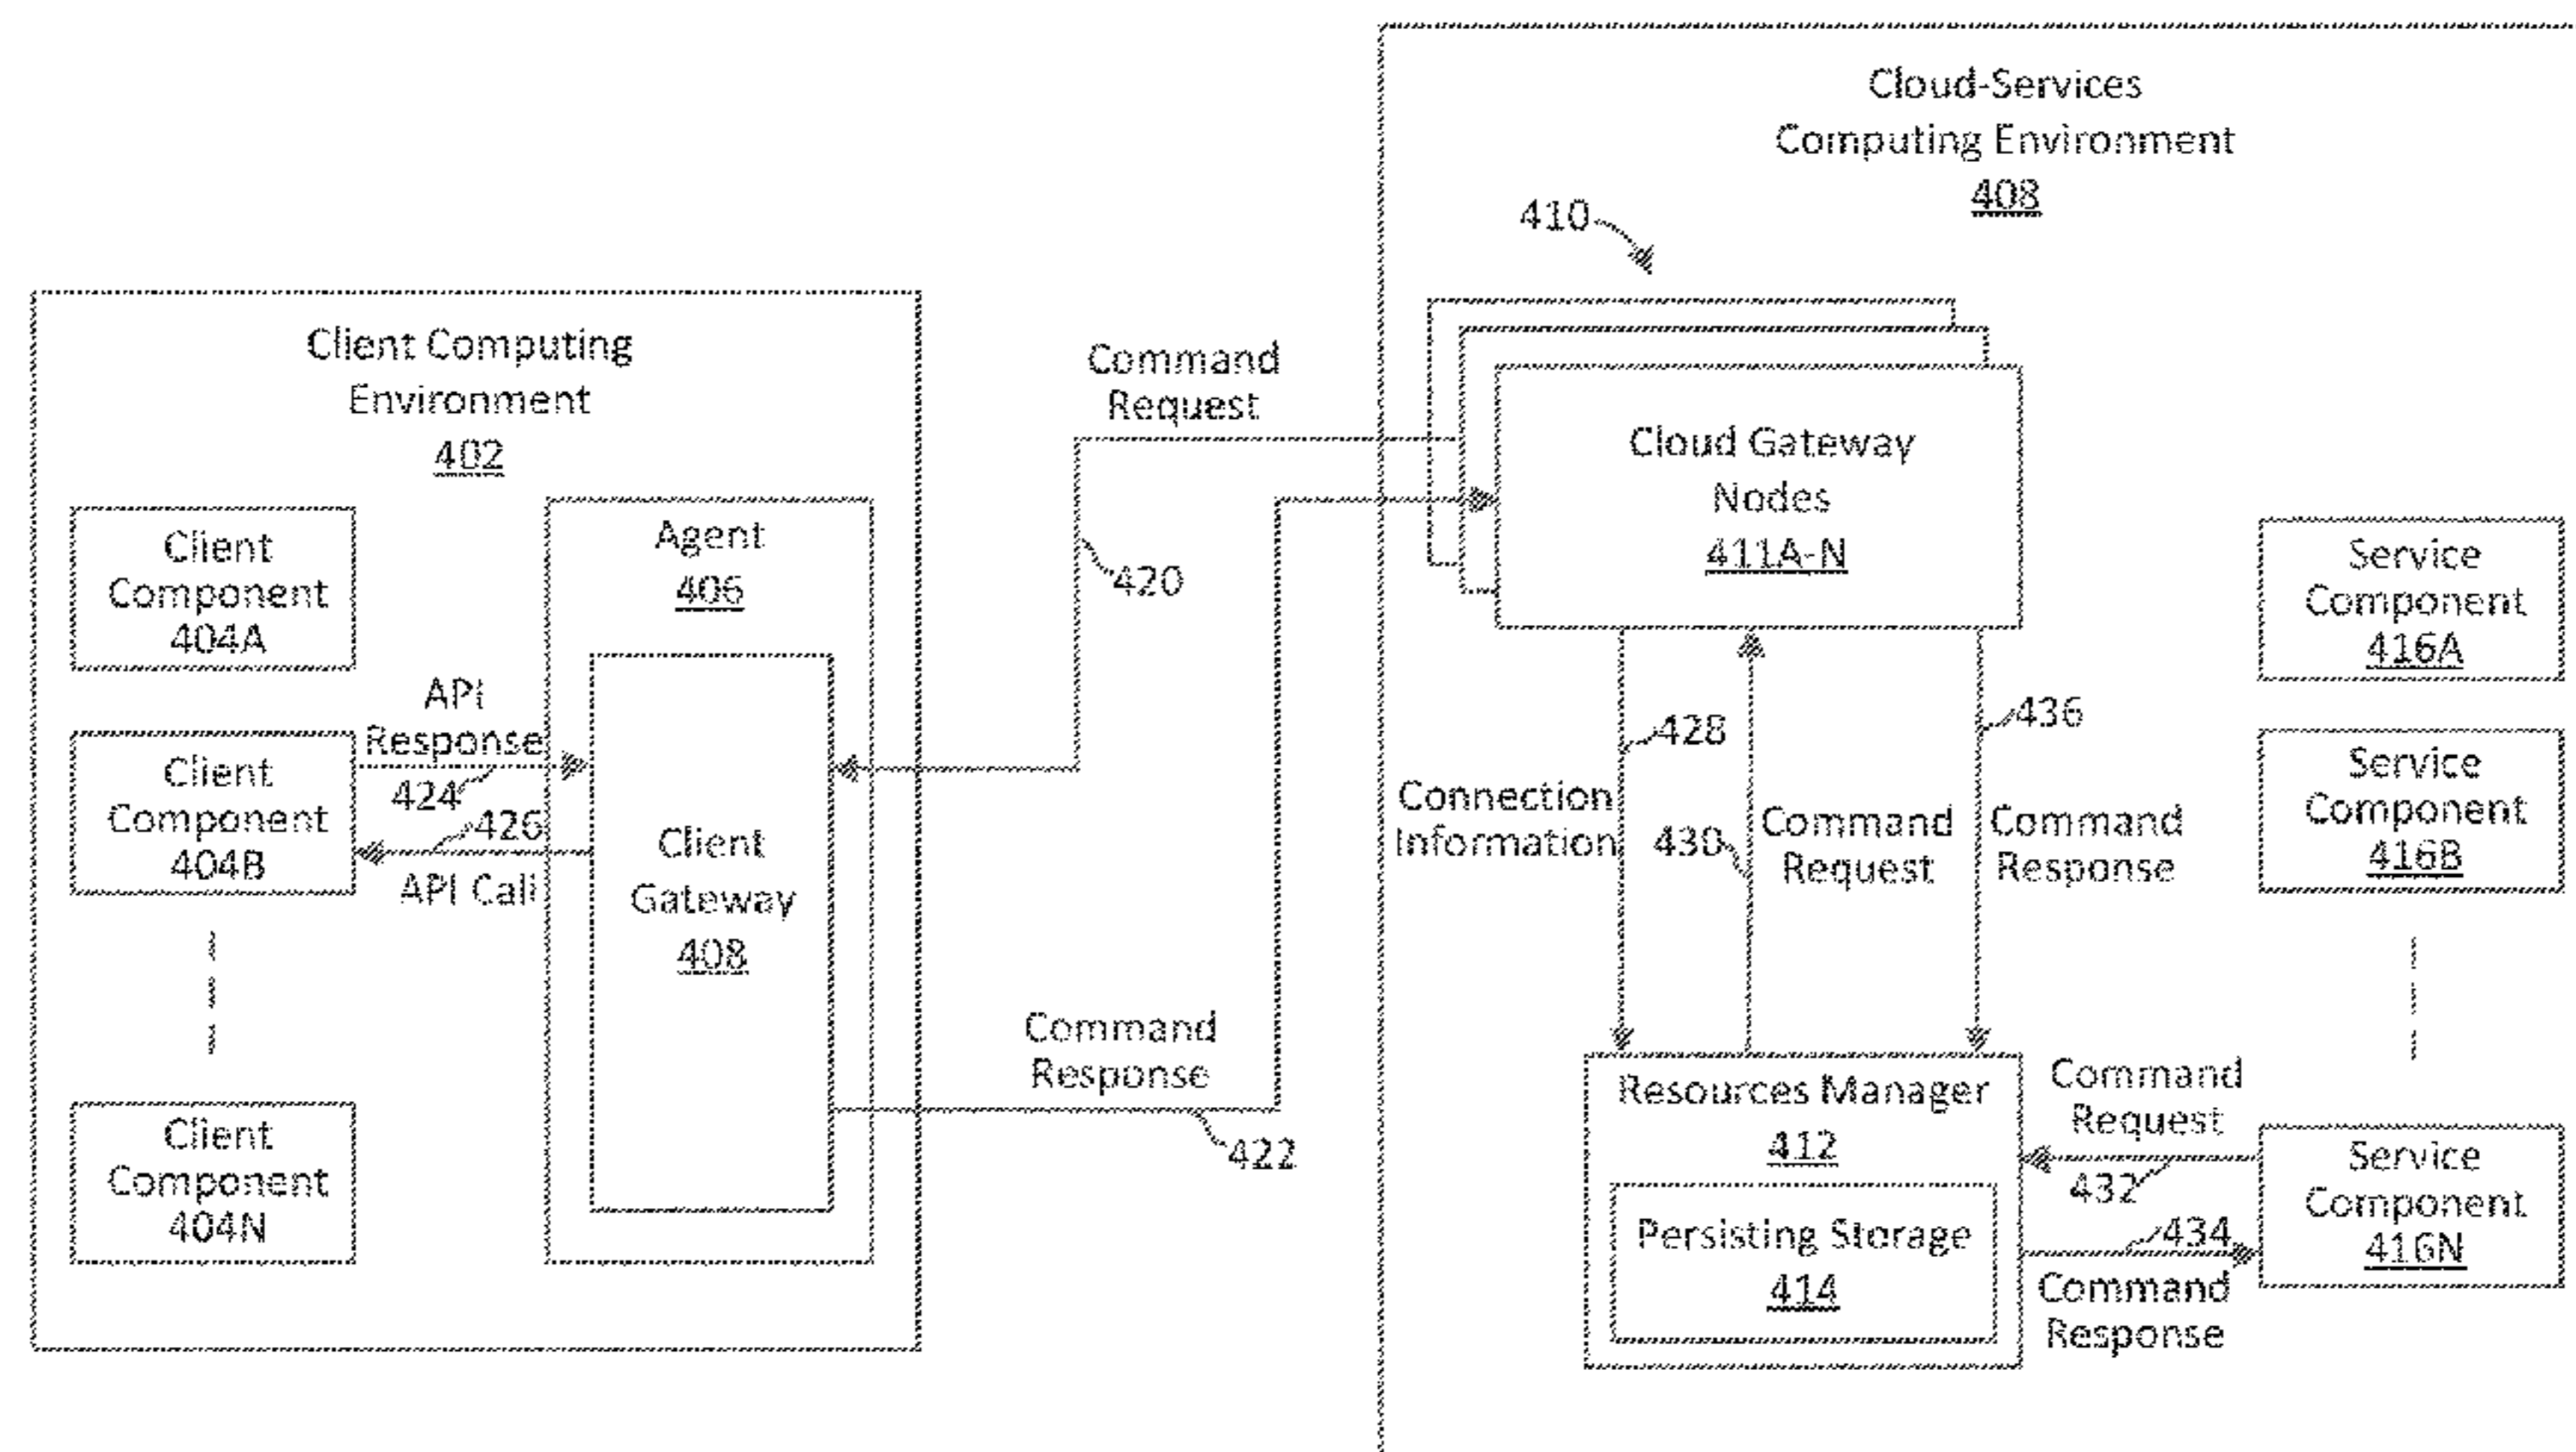 Cloud-Services
Computing Environment
408
410
Client Computing
Environment
402
Command
Request
Cloud Gateway
Nodes
411A-N
Client
Component
404A
Agent
406
420
Service
Component
416A
API
Response
424
Client
Component
404B
426
API Call
Client
Gateway
408
428
436
Connection
Information
430
Command
Request
Command
Response
Service
Component
416B
Command
Response
422
Client
Component
404N
Resources Manager
412
Persisting Storage
414
Command
Request
432
434
Command
Response
Service
Component
416N